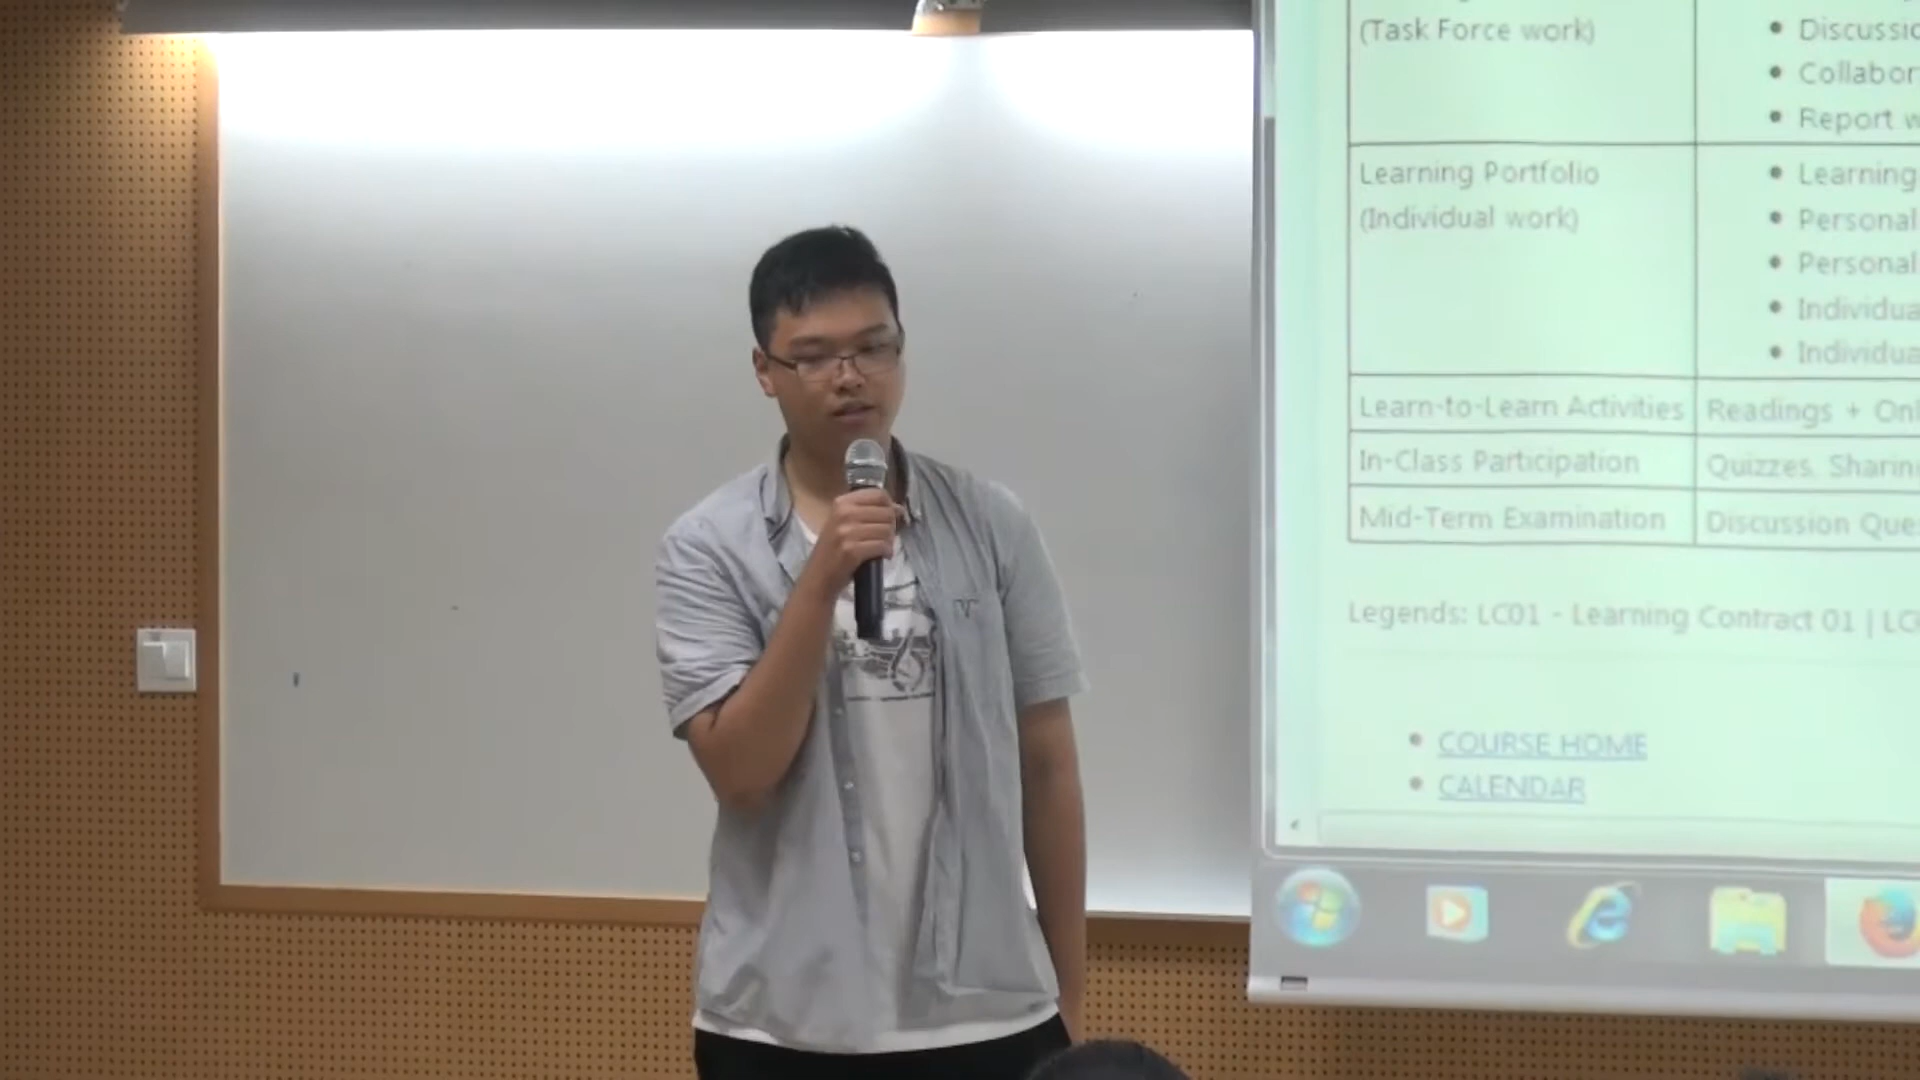 (Task Force work)
Discussio
Collabor
Report w
Learning Portfolio
(Individual work)
Learning
Personal
Personal
Individua
Individua
Learn-to-Learn Activities
Readings + Onl
In-Class Participation
Quizzes. Sharin
Mid-Term Examination
Discussion Que
Legends: LC01 - Learning Contract 01 | LC
COURSE HOME
CALENDAR